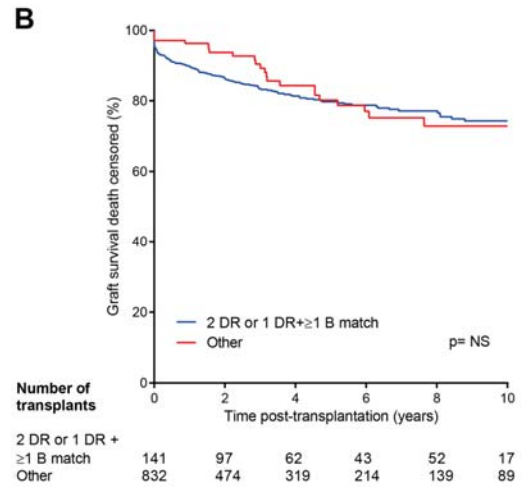 B
100
80
60
40
20
0
Graft survival death censored (%)
2 DR or 1 DR+≥1 B match
Other
p= NS
0 2 4 6 8 10
Time post-transplantation (years)
Number of
transplants
2 DR or 1 DR +
≥1 B match 141 97 62 43 52 17
Other 832 474 319 214 139 89